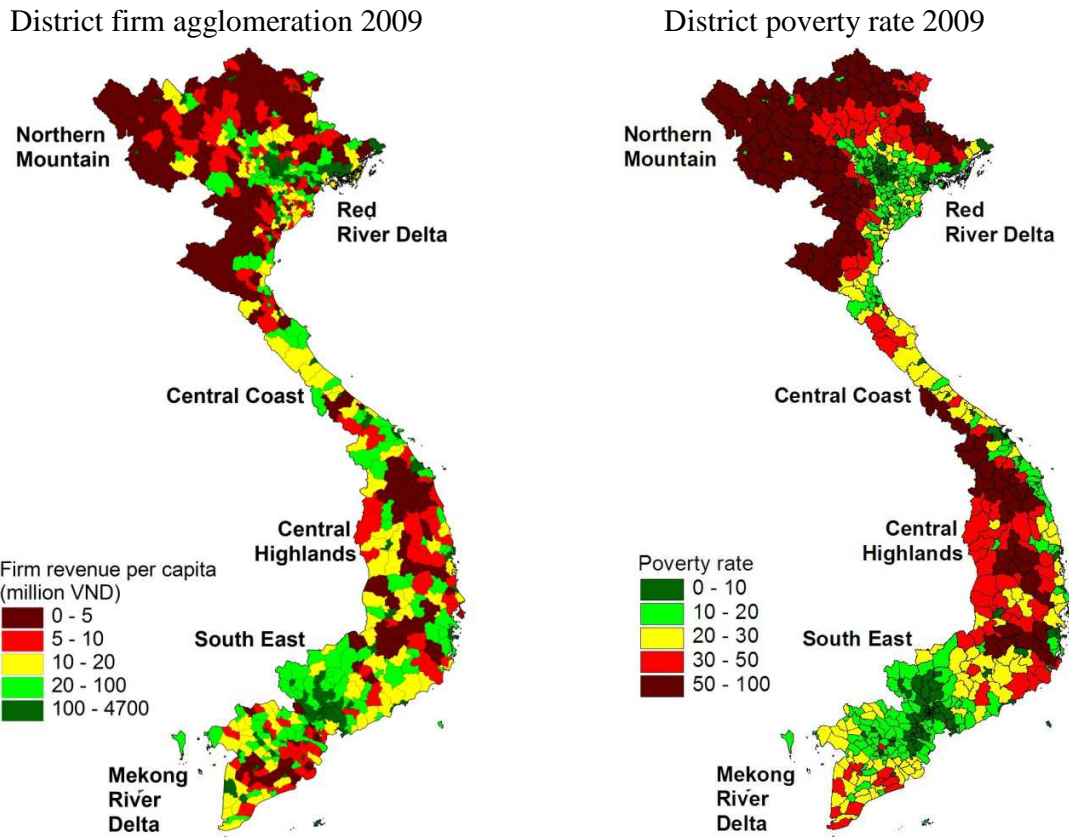 District firm agglomeration 2009
Northern
Mountain
Red
River Delta
Central Coast
Central
Highlands
Firm revenue per capita
(million VND)
0 - 5
5 - 10
10 - 20
20 - 100
100 - 4700
South East
Mekong
River
Delta
District poverty rate 2009
Northern
Mountain
Red
River Delta
Central Coast
Central
Highlands
Poverty rate
0 - 10
10 - 20
20 - 30
30 - 50
50 - 100
South East
Mekong
River
Delta